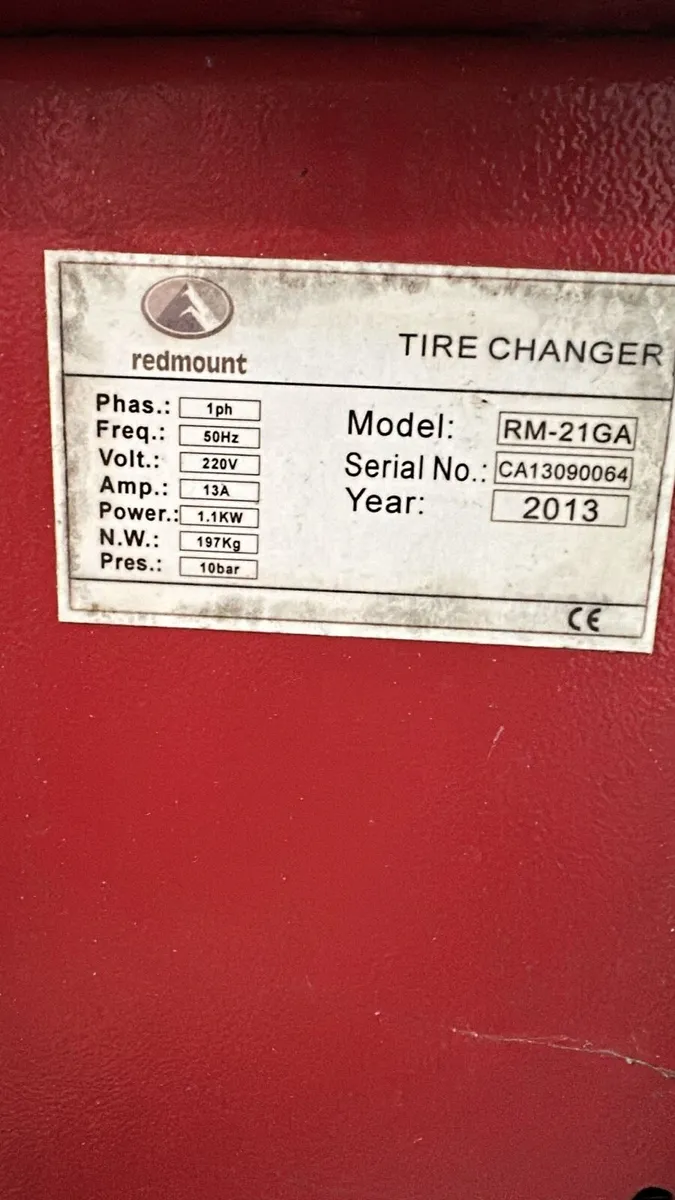 redmount
TIRE CHANGER
Phas.: 1ph
Freq.: 50Hz
Volt.: 220V
Amp.: 13A
Power.: 1.1KW
N.W.: 197Kg
Pres.: 10bar
Model: RM-21GA
Serial No.: CA13090064
Year: 2013
CE